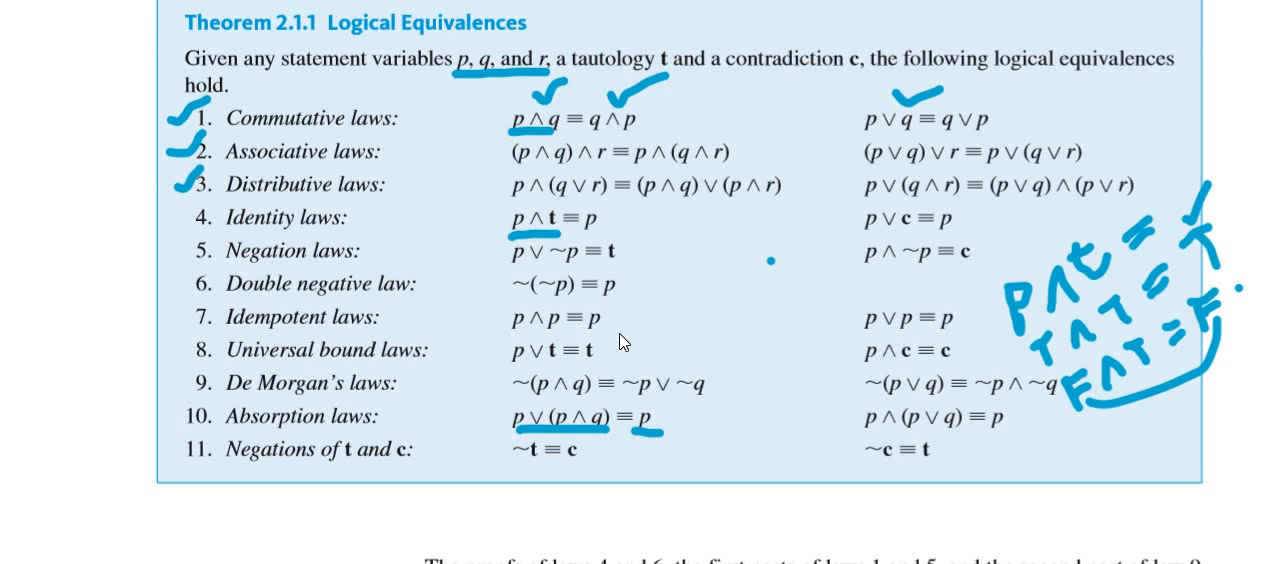 Theorem 2.1.1 Logical Equivalences
Given any statement variables p, q, and r, a tautology t and a contradiction c, the following logical equivalences
hold.
1. Commutative laws: p ∧ q ≡ q ∧ p p ∨ q ≡ q ∨ p
2. Associative laws: (p ∧ q) ∧ r ≡ p ∧ (q ∧ r) (p ∨ q) ∨ r ≡ p ∨ (q ∨ r)
3. Distributive laws: p ∧ (q ∨ r) ≡ (p ∧ q) ∨ (p ∧ r) p ∨ (q ∧ r) ≡ (p ∨ q) ∧ (p ∨ r)
4. Identity laws: p ∧ t ≡ p p ∨ c ≡ p
5. Negation laws: p ∨ ~p ≡ t p ∧ ~p ≡ c
6. Double negative law: ~(~p) ≡ p
7. Idempotent laws: p ∧ p ≡ p p ∨ p ≡ p
8. Universal bound laws: p ∨ t ≡ t p ∧ c ≡ c
9. De Morgan's laws: ~(p ∧ q) ≡ ~p ∨ ~q ~(p ∨ q) ≡ ~p ∧ ~q
10. Absorption laws: p ∨ (p ∧ q) ≡ p p ∧ (p ∨ q) ≡ p
11. Negations of t and c: ~t ≡ c ~c ≡ t
P∧t =
T∧T = T
F∧T = F.